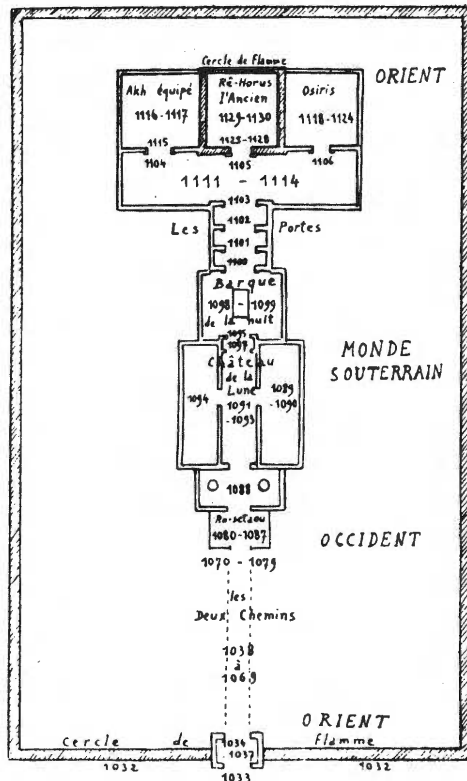 Cercle de Flamme
ORIENT
Akh équipé
1116-1117
Rê-Horus
l'Ancien
1129-1130
1125-1128
Osiris
1118-1124
1115
1104
1105
1106
1111 - 1114
1103
Les
1102
Portes
1101
1100
Barque
1098 - 1099
de la nuit
1095
1097
Château
de la
Lune
1091
-1093
1094
1089
-1090
MONDE
SOUTERRAIN
1088
Ro-setaou
1080-1087
OCCIDENT
1070 - 1079
les
Deux Chemins
1038
à
1069
ORIENT
Cercle de Flamme
1034
1037
1032
1033
1032